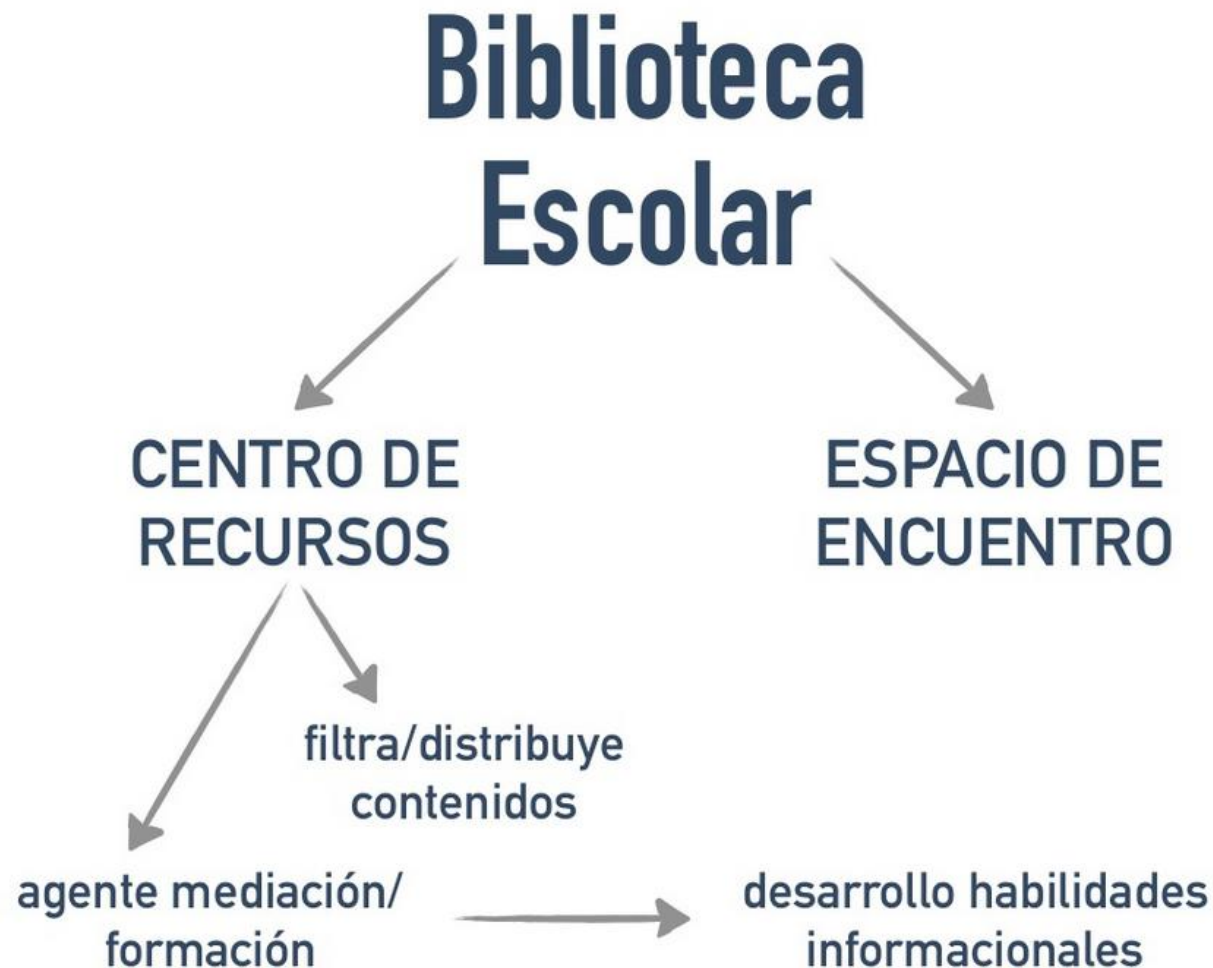 Biblioteca
Escolar
CENTRO DE
RECURSOS
ESPACIO DE
ENCUENTRO
filtra/distribuye
contenidos
agente mediación/
formación
desarrollo habilidades
informacionales